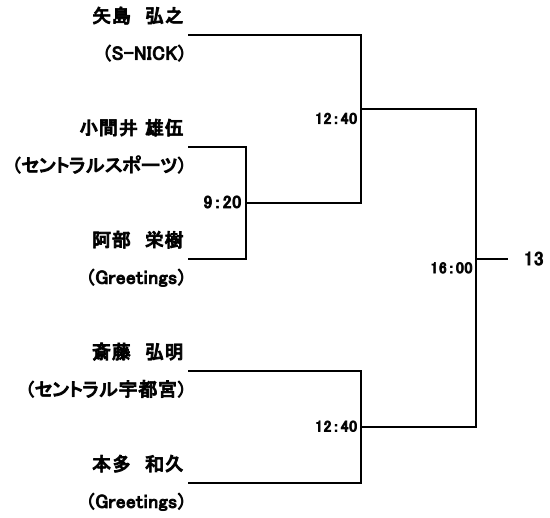 矢島 弘之
(S-NICK)
12:40
小間井 雄伍
(セントラルスポーツ)
9:20
阿部 栄樹
(Greetings)
16:00
13
斎藤 弘明
(セントラル宇都宮)
12:40
本多 和久
(Greetings)